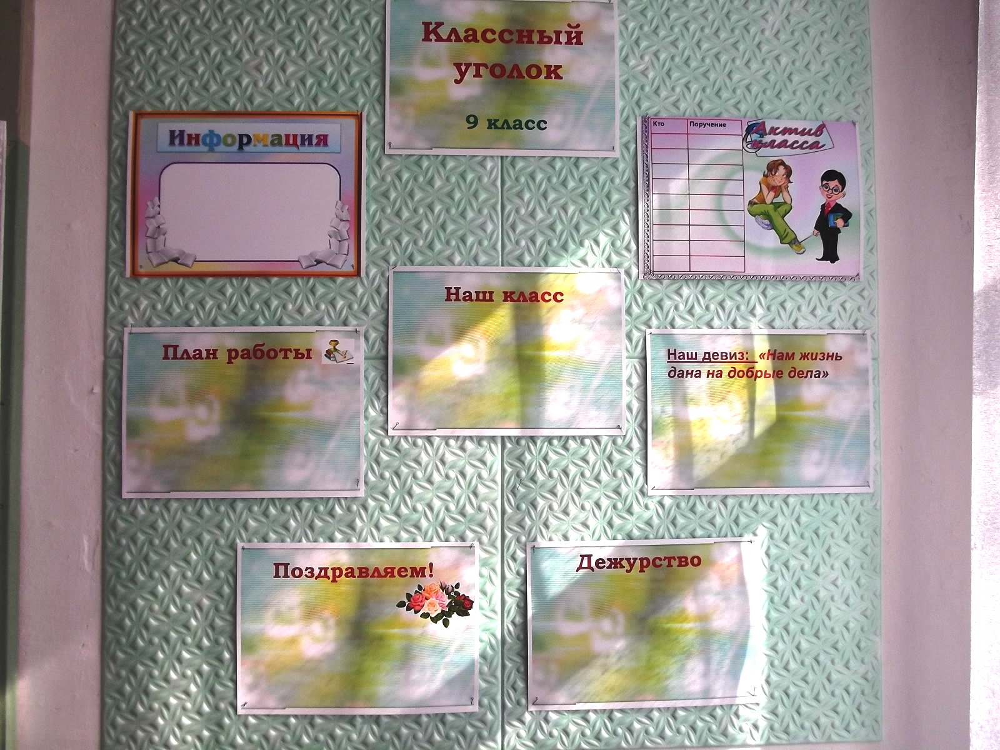 Классный
уголок
9 класс
Информация
Кто Поручение
Актив
класса
Наш класс
План работы
Наш девиз: «Нам жизнь
дана на добрые дела»
Поздравляем!
Дежурство